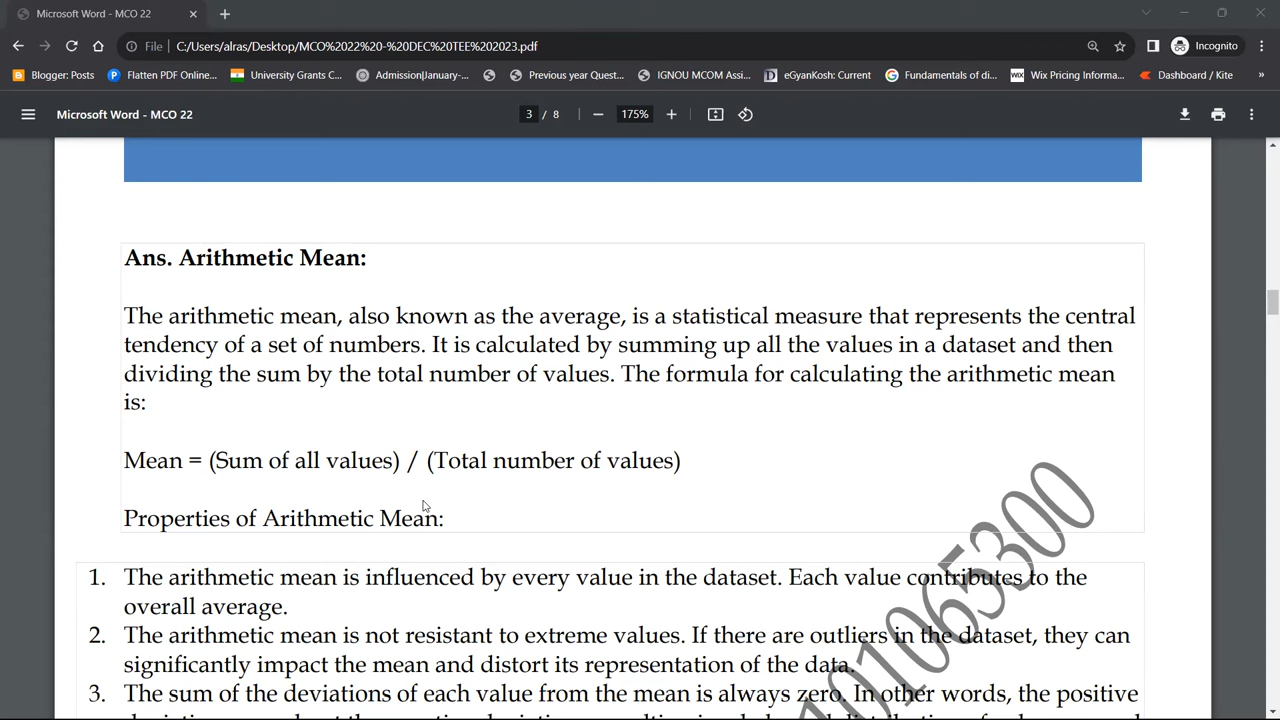 Microsoft Word - MCO 22
File C:/Users/alras/Desktop/MCO%2022%20-%20DEC%20TEE%202023.pdf Incognito
Blogger: Posts Flatten PDF Online... University Grants C... Admission|January-... Previous year Quest... IGNOU MCOM Assi... eGyanKosh: Current Fundamentals of di... Wix Pricing Informa... Dashboard / Kite »
Microsoft Word - MCO 22 3 / 8 175%
Ans. Arithmetic Mean:
The arithmetic mean, also known as the average, is a statistical measure that represents the central
tendency of a set of numbers. It is calculated by summing up all the values in a dataset and then
dividing the sum by the total number of values. The formula for calculating the arithmetic mean
is:
Mean = (Sum of all values) / (Total number of values)
Properties of Arithmetic Mean:
1. The arithmetic mean is influenced by every value in the dataset. Each value contributes to the
overall average.
2. The arithmetic mean is not resistant to extreme values. If there are outliers in the dataset, they can
significantly impact the mean and distort its representation of the data.
3. The sum of the deviations of each value from the mean is always zero. In other words, the positive